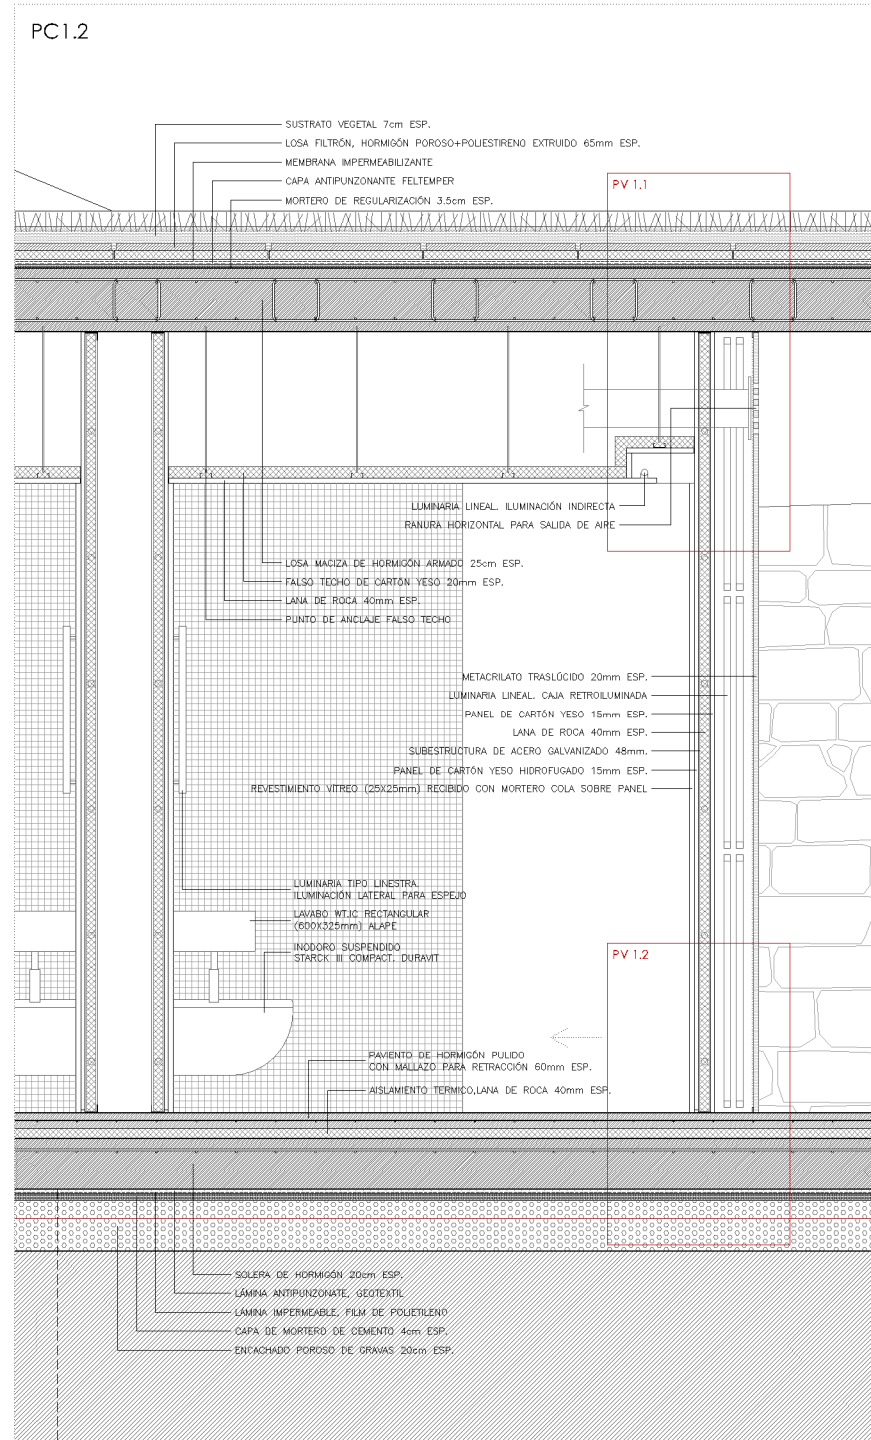 PC1.2
SUSTRATO VEGETAL 7cm ESP.
LOSA FILTRÓN, HORMIGÓN POROSO+POLIESTIRENO EXTRUIDO 65mm ESP.
MEMBRANA IMPERMEABILIZANTE
CAPA ANTIPUNZONANTE FELTEMPER
MORTERO DE REGULARIZACIÓN 3.5cm ESP.
PV 1.1
LUMINARIA LINEAL. ILUMINACIÓN INDIRECTA
RANURA HORIZONTAL PARA SALIDA DE AIRE
LOSA MACIZA DE HORMIGÓN ARMADO 25cm ESP.
FALSO TECHO DE CARTÓN YESO 20mm ESP.
LANA DE ROCA 40mm ESP.
PUNTO DE ANCLAJE FALSO TECHO
METACRILATO TRASLÚCIDO 20mm ESP.
LUMINARIA LINEAL. CAJA RETROILUMINADA
PANEL DE CARTÓN YESO 15mm ESP.
LANA DE ROCA 40mm ESP.
SUBESTRUCTURA DE ACERO GALVANIZADO 48mm.
PANEL DE CARTÓN YESO HIDROFUGADO 15mm ESP.
REVESTIMIENTO VÍTREO (25X25mm) RECIBIDO CON MORTERO COLA SOBRE PANEL
LUMINARIA TIPO LINESTRA.
ILUMINACIÓN LATERAL PARA ESPEJO
LAVABO WT.IC RECTANGULAR
(600X325mm) ALAPE
INODORO SUSPENDIDO
STARCK III COMPACT. DURAVIT
PV 1.2
PAVIENTO DE HORMIGÓN PULIDO
CON MALLAZO PARA RETRACCIÓN 60mm ESP.
AISLAMIENTO TERMICO,LANA DE ROCA 40mm ESP.
SOLERA DE HORMIGÓN 20cm ESP.
LÁMINA ANTIPUNZONATE, GEOTEXTIL
LÁMINA IMPERMEABLE, FILM DE POLIETILENO
CAPA DE MORTERO DE CEMENTO 4cm ESP.
ENCACHADO POROSO DE GRAVAS 20cm ESP.